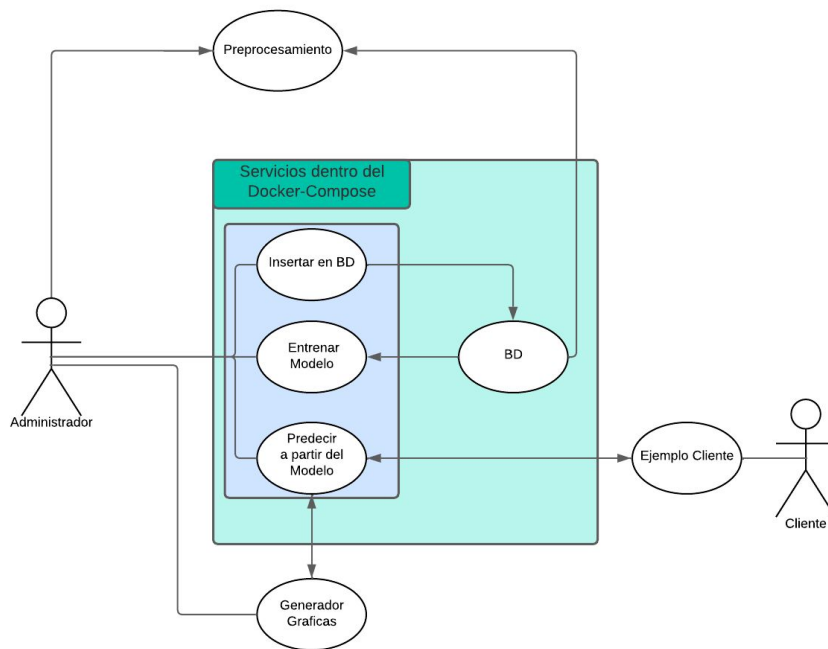 Preprocesamiento
Servicios dentro del
Docker-Compose
Insertar en BD
Entrenar
Modelo
BD
Administrador
Predecir
a partir del
Modelo
Ejemplo Cliente
Cliente
Generador
Graficas